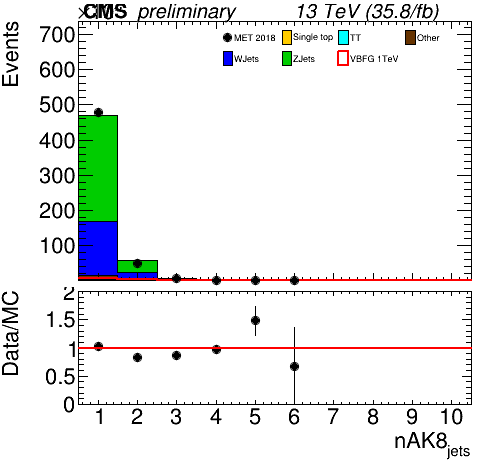 CMS preliminary 13 TeV (35.8/fb)
Events
MET 2018 Single top TT Other
WJets ZJets VBFG 1TeV
700
600
500
400
300
200
100
Data/MC
2
1.5
1
0.5
0
1 2 3 4 5 6 7 8 9 10
nAK8jets